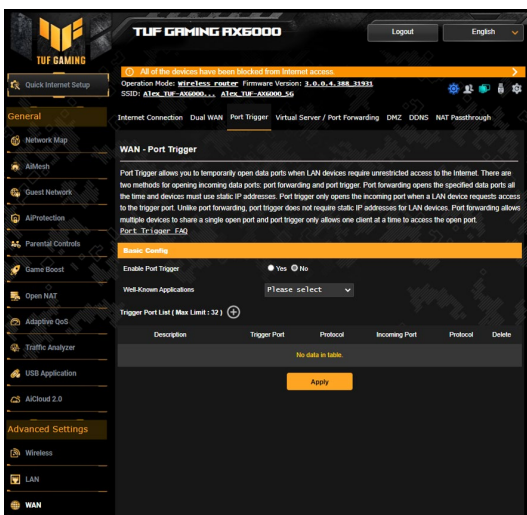 TUF GAMING AX6000
Logout
English
TUF GAMING
All of the devices have been blocked from Internet access.
Quick Internet Setup
Operation Mode: Wireless router Firmware Version: 3.0.0.4.388_31931
SSID: Alex_TUF-AX6000... Alex_TUF-AX6000_5G
General
Internet Connection Dual WAN Port Trigger Virtual Server / Port Forwarding DMZ DDNS NAT Passthrough
Network Map
AiMesh
Guest Network
AiProtection
Parental Controls
Game Boost
Open NAT
Adaptive QoS
Traffic Analyzer
USB Application
AiCloud 2.0
Advanced Settings
Wireless
LAN
WAN
WAN - Port Trigger
Port Trigger allows you to temporarily open data ports when LAN devices require unrestricted access to the Internet. There are
two methods for opening incoming data ports: port forwarding and port trigger. Port forwarding opens the specified data ports all
the time and devices must use static IP addresses. Port trigger only opens the incoming port when a LAN device requests access
to the trigger port. Unlike port forwarding, port trigger does not require static IP addresses for LAN devices. Port forwarding allows
multiple devices to share a single open port and port trigger only allows one client at a time to access the open port.
Port Trigger FAQ
Basic Config
Enable Port Trigger Yes No
Well-Known Applications Please select
Trigger Port List ( Max Limit : 32 )
Description Trigger Port Protocol Incoming Port Protocol Delete
No data in table.
Apply